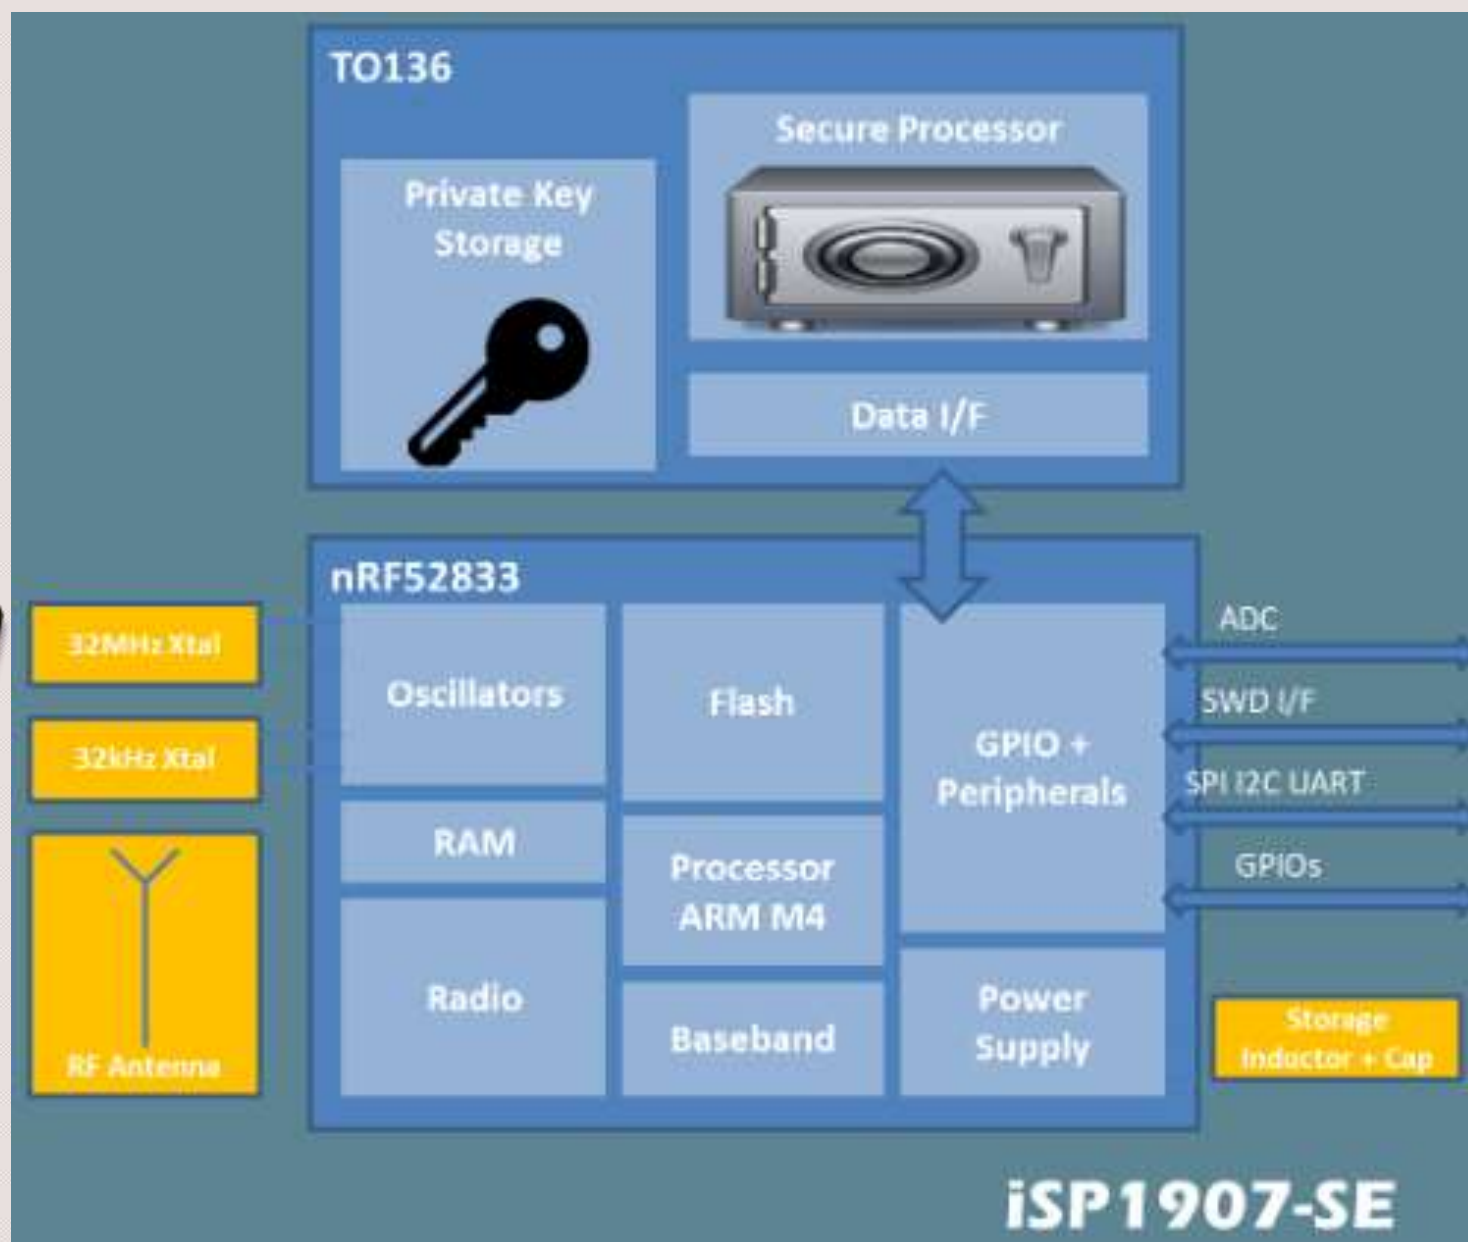 TO136
Secure Processor
Private Key
Storage
Data I/F
nRF52833
32MHz Xtal
Oscillators
Flash
ADC
SWD I/F
GPIO +
Peripherals
32kHz Xtal
SPI I2C UART
RAM
Processor
ARM M4
GPIOs
Radio
Baseband
Power
Supply
Storage
Inductor + Cap
RF Antenna
iSP1907-SE